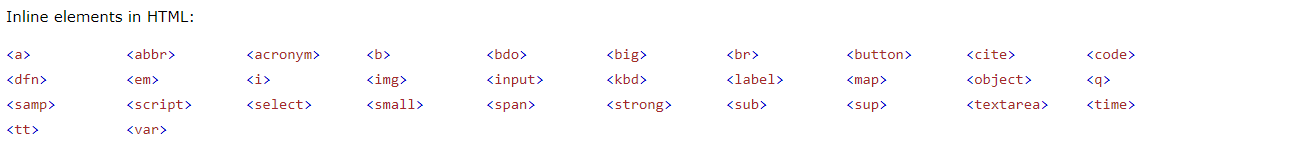 Inline elements in HTML:
<a> <abbr> <acronym> <b> <bdo> <big> <br> <button> <cite> <code>
<dfn> <em> <i> <img> <input> <kbd> <label> <map> <object> <q>
<samp> <script> <select> <small> <span> <strong> <sub> <sup> <textarea> <time>
<tt> <var>